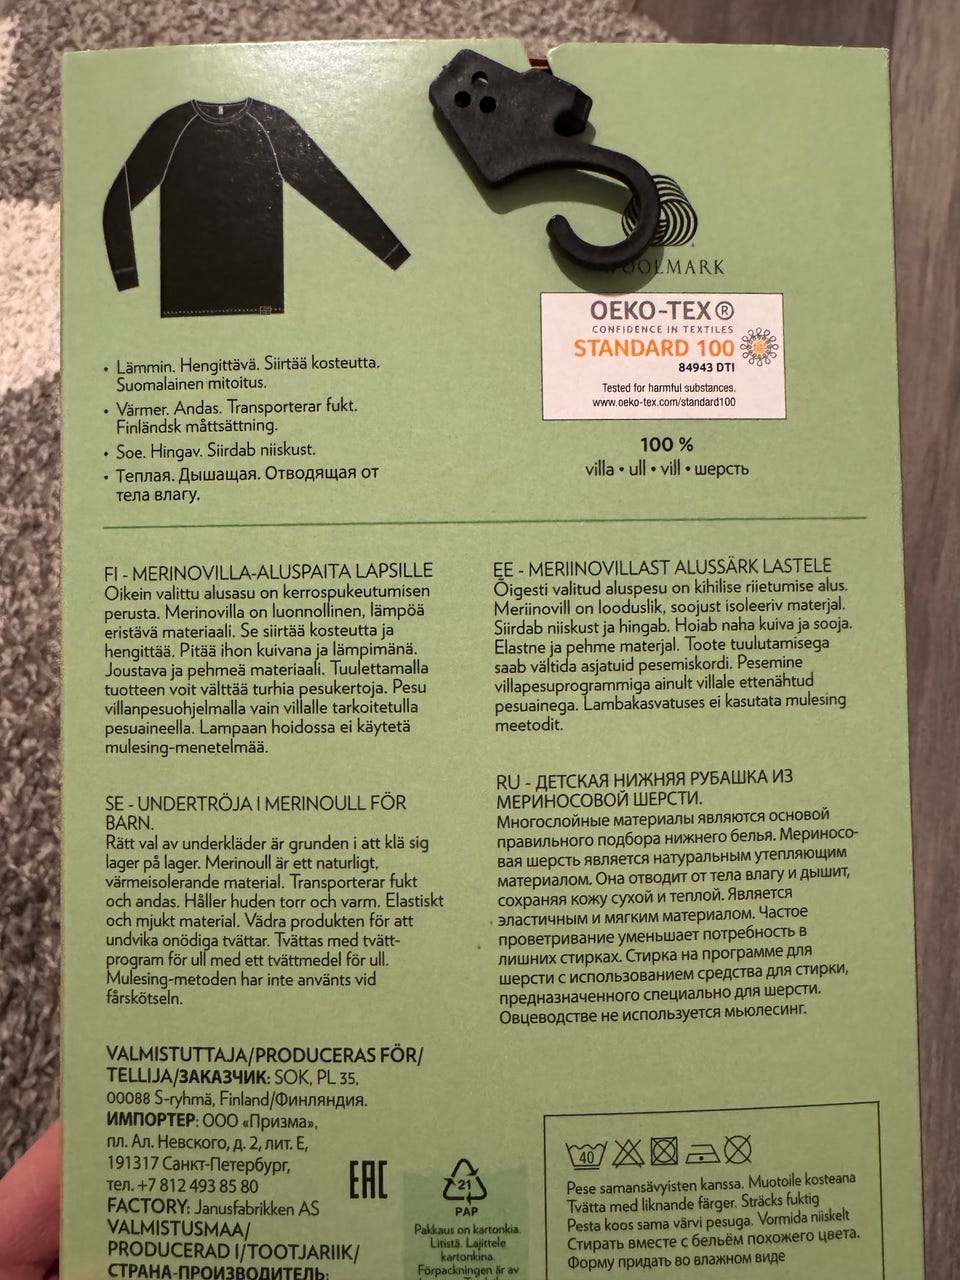 WOOLMARK
OEKO-TEX®
CONFIDENCE IN TEXTILES
STANDARD 100
84943 DTI
Tested for harmful substances.
www.oeko-tex.com/standard100
100 %
villa • ull • vill • шерсть
• Lämmin. Hengittävä. Siirtää kosteutta.
Suomalainen mitoitus.
• Värmer. Andas. Transporterar fukt.
Finländsk måttsättning.
• Soe. Hingav. Siirdab niiskust.
• Теплая. Дышащая. Отводящая от
тела влагу.
FI - MERINOVILLA-ALUSPAITA LAPSILLE
Oikein valittu alusasu on kerrospukeutumisen
perusta. Merinovilla on luonnollinen, lämpöä
eristävä materiaali. Se siirtää kosteutta ja
hengittää. Pitää ihon kuivana ja lämpimänä.
Joustava ja pehmeä materiaali. Tuulettamalla
tuotteen voit välttää turhia pesukertoja. Pesu
villanpesuohjelmalla vain villalle tarkoitetulla
pesuaineella. Lampaan hoidossa ei käytetä
mulesing-menetelmää.
SE - UNDERTRÖJA I MERINOULL FÖR
BARN.
Rätt val av underkläder är grunden i att klä sig
lager på lager. Merinoull är ett naturligt,
värmeisolerande material. Transporterar fukt
och andas. Håller huden torr och varm. Elastiskt
och mjukt material. Vädra produkten för att
undvika onödiga tvättar. Tvättas med tvätt-
program för ull med ett tvättmedel för ull.
Mulesing-metoden har inte använts vid
fårskötseln.
EE - MERIINOVILLAST ALUSSÄRK LASTELE
Õigesti valitud aluspesu on kihilise riietumise alus.
Meriinovill on looduslik, soojust isoleeriv materjal.
Siirdab niiskust ja hingab. Hoiab naha kuiva ja sooja.
Elastne ja pehme materjal. Toote tuulutamisega
saab vältida asjatuid pesemiskordi. Pesemine
villapesuprogrammiga ainult villale ettenähtud
pesuainega. Lambakasvatuses ei kasutata mulesing
meetodit.
RU - ДЕТСКАЯ НИЖНЯЯ РУБАШКА ИЗ
МЕРИНОСОВОЙ ШЕРСТИ.
Многослойные материалы являются основой
правильного подбора нижнего белья. Мериносо-
вая шерсть является натуральным утепляющим
материалом. Она отводит от тела влагу и дышит,
сохраняя кожу сухой и теплой. Является
эластичным и мягким материалом. Частое
проветривание уменьшает потребность в
лишних стирках. Стирка на программе для
шерсти с использованием средства для стирки,
предназначенного специально для шерсти.
Овцеводстве не используется мьюлесинг.
VALMISTUTTAJA/PRODUCERAS FÖR/
TELLIJA/ЗАКАЗЧИК: SOK, PL 35,
00088 S-ryhmä, Finland/Финляндия.
ИМПОРТЕР: ООО «Призма»,
пл. Ал. Невского, д. 2, лит. Е,
191317 Санкт-Петербург,
тел. +7 812 493 85 80
FACTORY: Janusfabrikken AS
VALMISTUSMAA/
PRODUCERAD I/TOOTJARIIK/
СТРАНА-ПРОИЗВОДИТЕЛЬ:
EAC
21
PAP
Pakkaus on kartonkia.
Litistä. Lajittele
kartonkina.
Förpackningen är av
40
Pese samansävyisten kanssa. Muotoile kosteana
Tvätta med liknande färger. Sträcks fuktig
Pesta koos sama värvi pesuga. Vormida niiskelt
Стирать вместе с бельём похожего цвета.
Форму придать во влажном виде